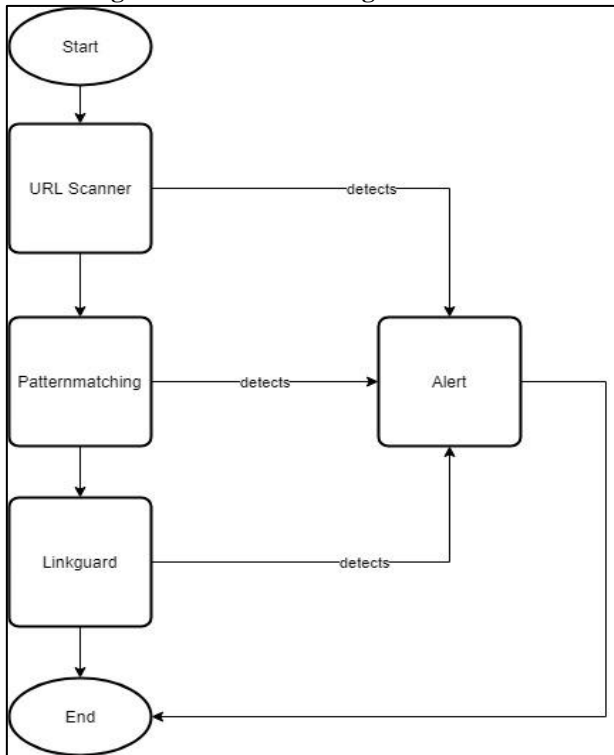 Start
URL Scanner
detects
Patternmatching
detects
Alert
Linkguard
detects
End